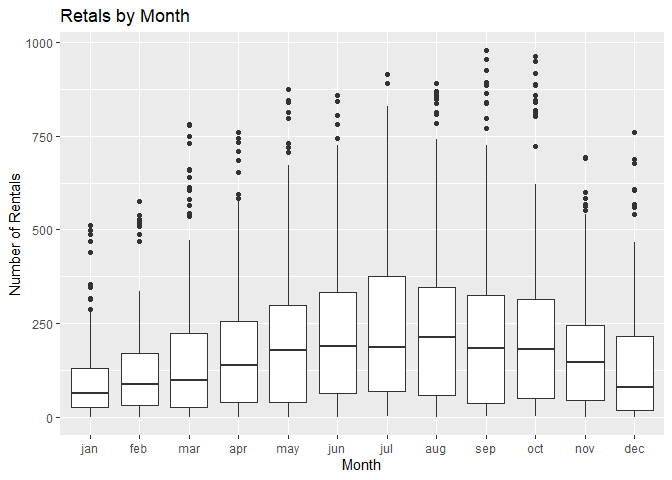 Retals by Month
Number of Rentals
1000
750
500
250
0
jan feb mar apr may jun jul aug sep oct nov dec
Month